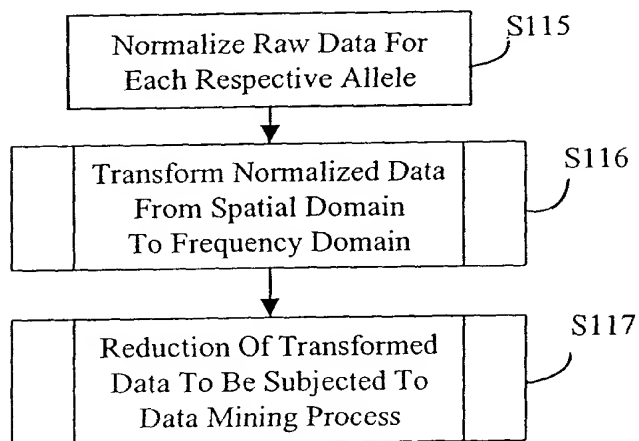 Normalize Raw Data For
Each Respective Allele
S115
Transform Normalized Data
From Spatial Domain
To Frequency Domain
S116
Reduction Of Transformed
Data To Be Subjected To
Data Mining Process
S117